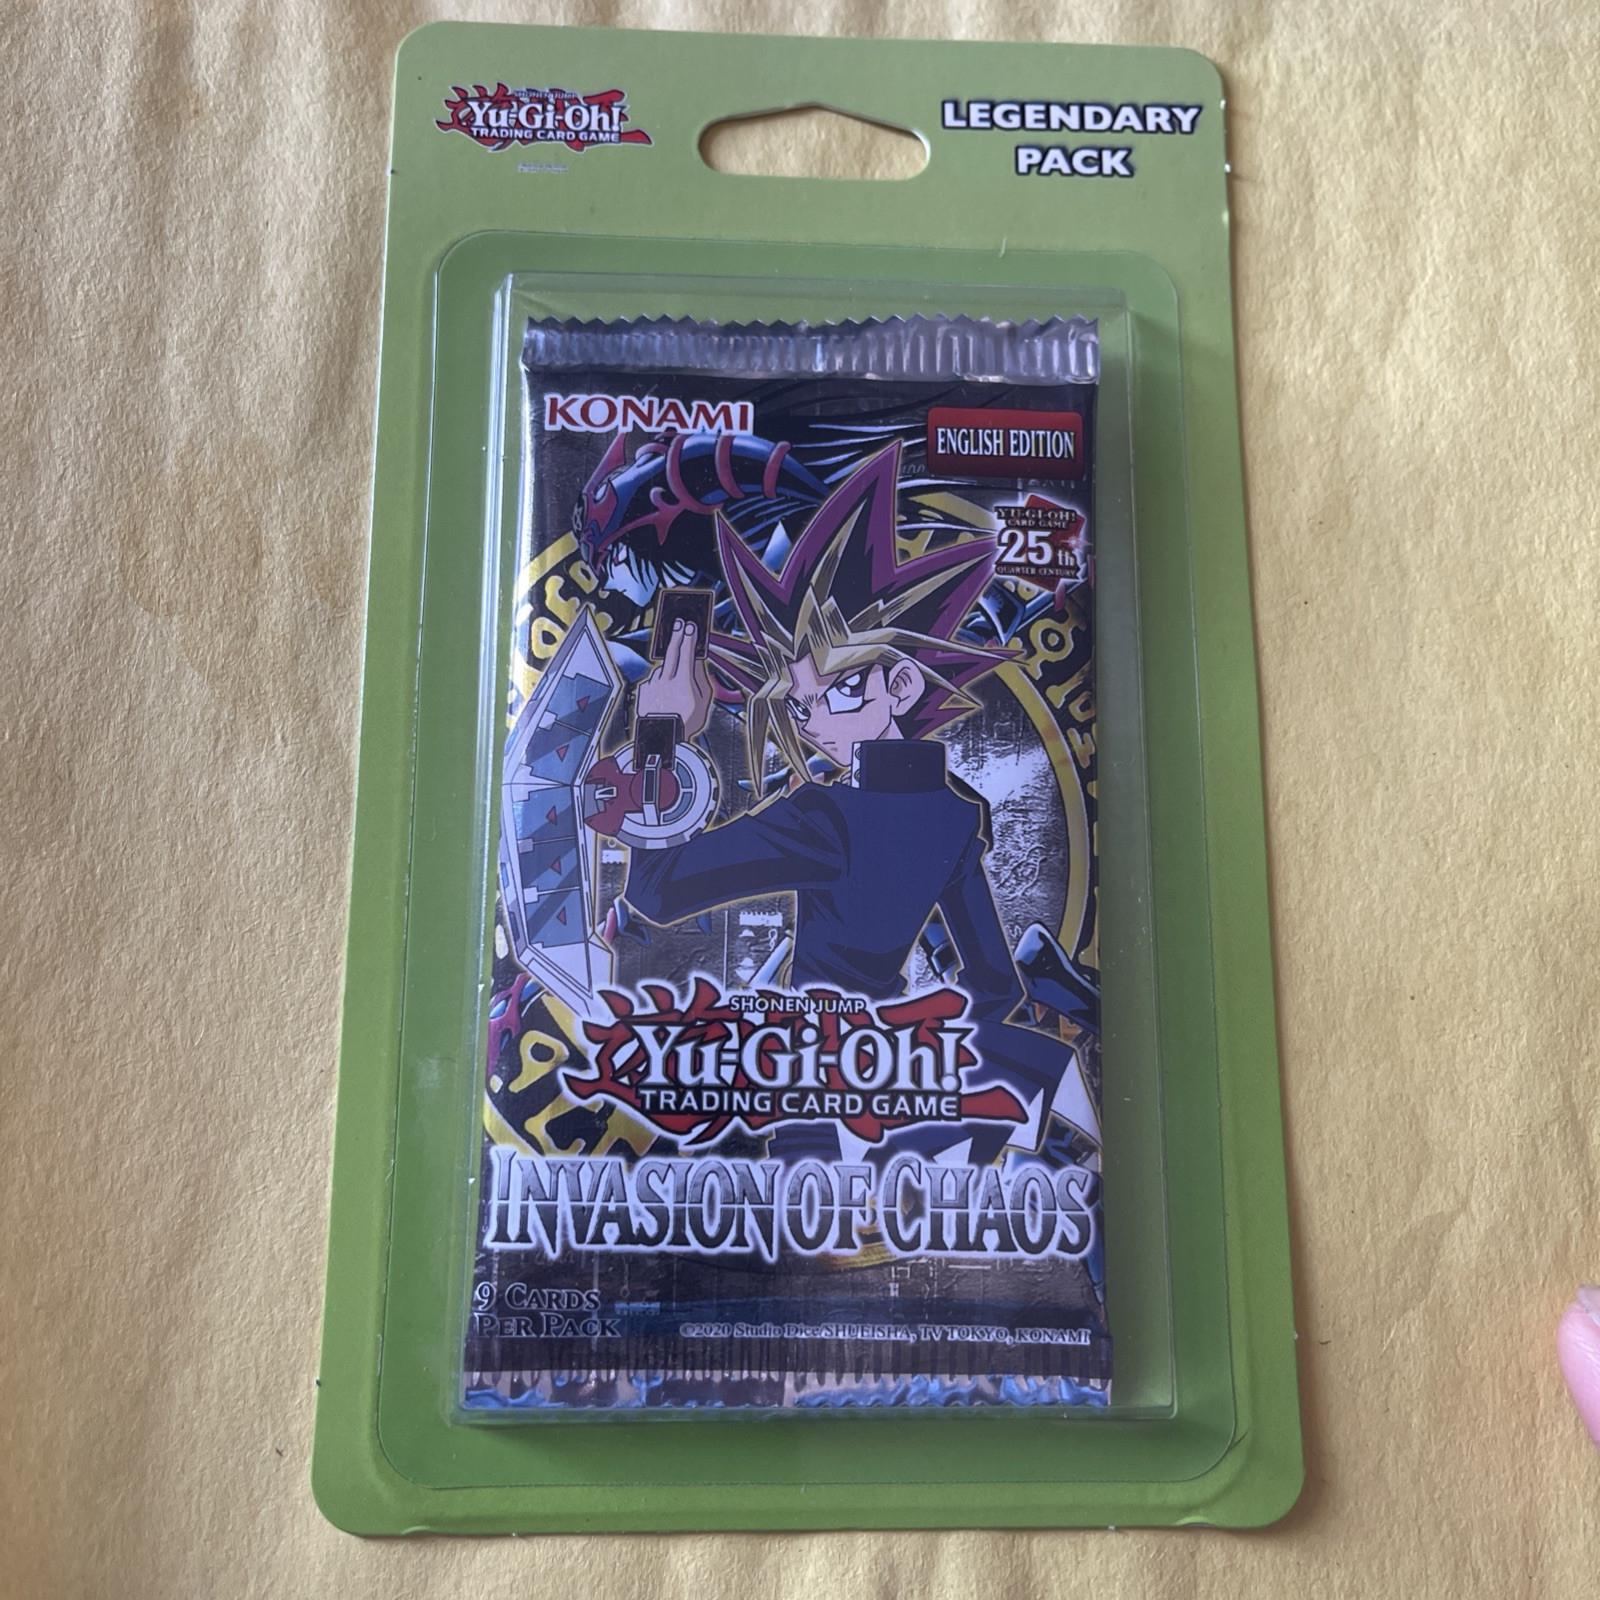 SHONEN JUMP
Yu-Gi-Oh!
TRADING CARD GAME
LEGENDARY
PACK
KONAMI
ENGLISH EDITION
YU-GI-OH!
CARD GAME
25th
QUARTER CENTURY
SHONEN JUMP
Yu-Gi-Oh!
TRADING CARD GAME
INVASION OF CHAOS
9 CARDS
PER PACK
©2020 Studio Dice/SHUEISHA, TV TOKYO, KONAMI